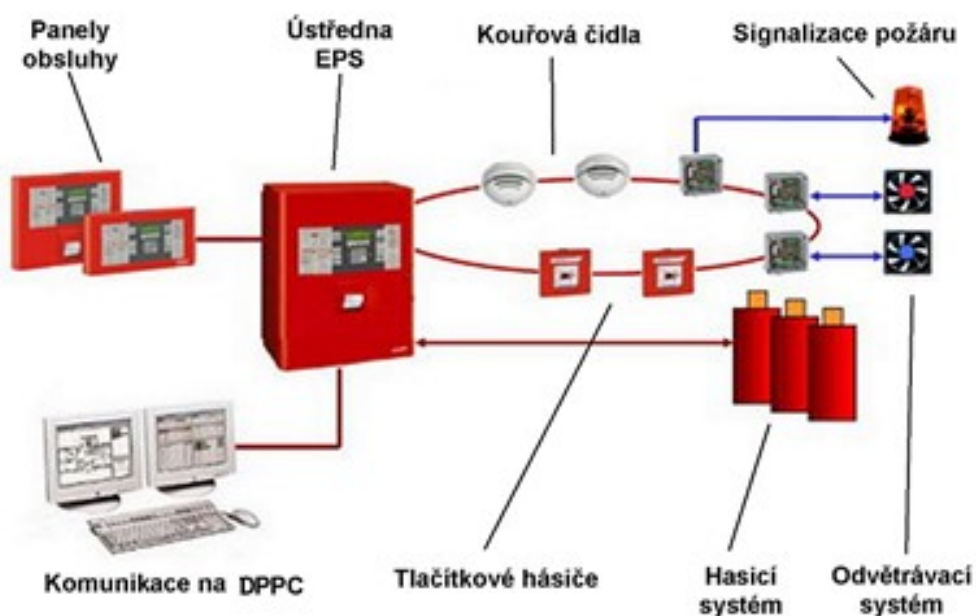 Panely
obsluhy
Ústředna
EPS
Kouřová čidla
Signalizace požáru
Komunikace na DPPC
Tlačítkové hásiče
Hasicí
systém
Odvětrávací
systém